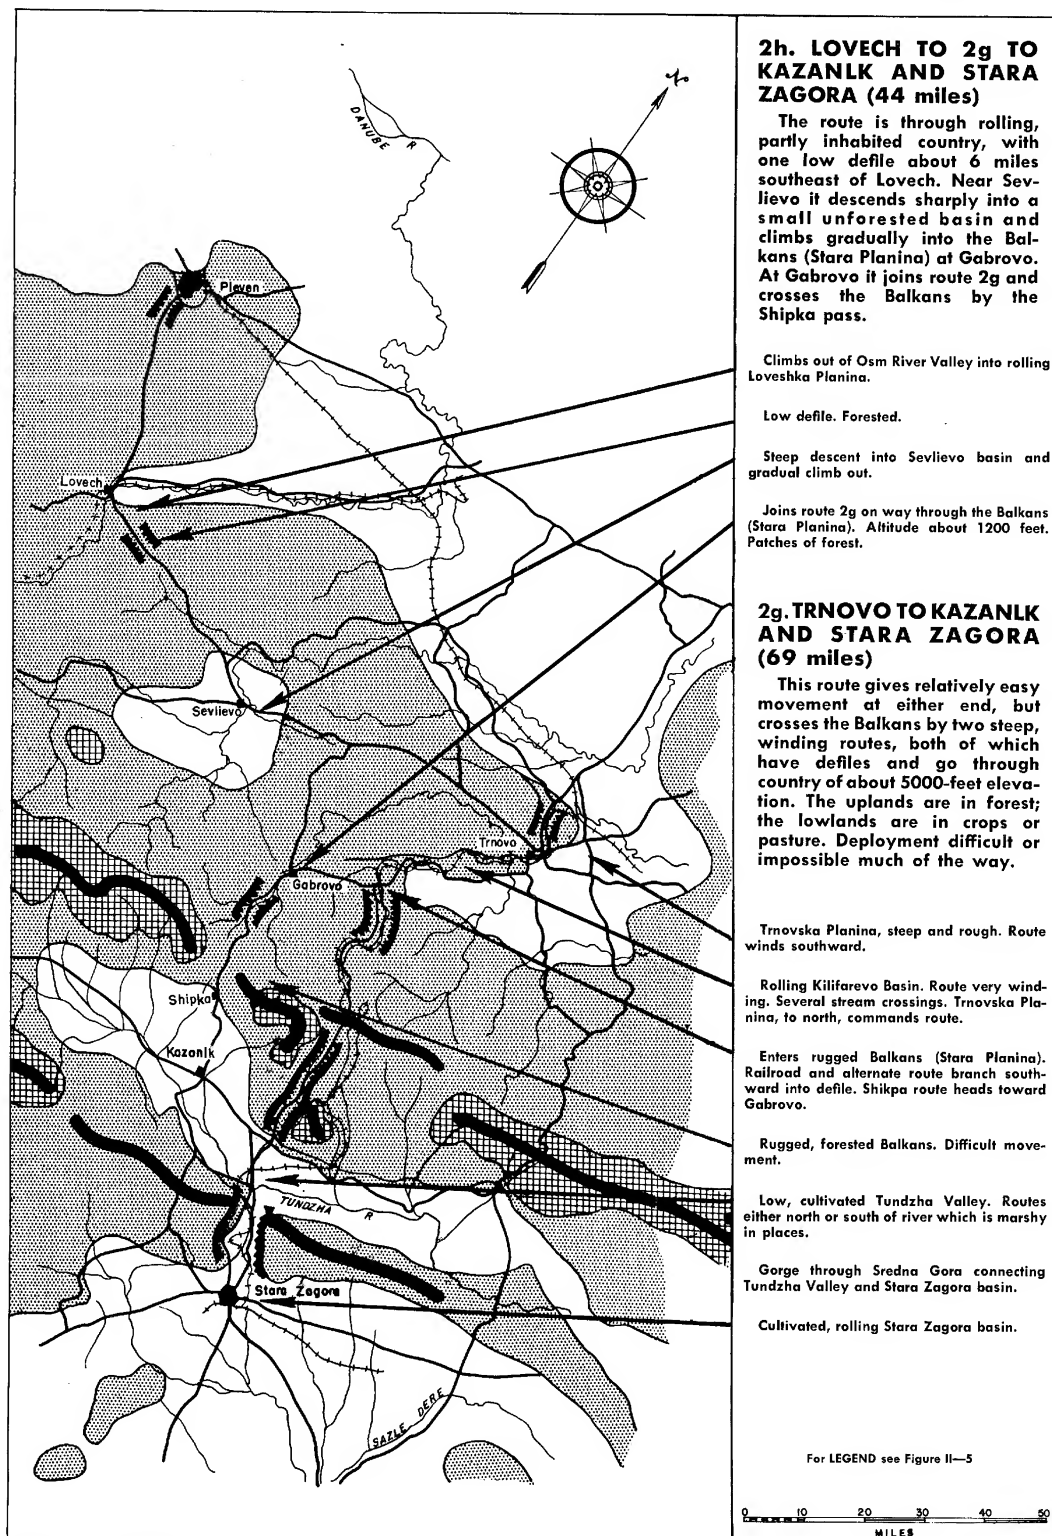 2h. LOVECH TO 2g TO
KAZANLK AND STARA
ZAGORA (44 miles)
The route is through rolling,
partly inhabited country, with
one low defile about 6 miles
southeast of Lovech. Near Sev-
lievo it descends sharply into a
small unforested basin and
climbs gradually into the Bal-
kans (Stara Planina) at Gabrovo.
At Gabrovo it joins route 2g and
crosses the Balkans by the
Shipka pass.
Climbs out of Osm River Valley into rolling
Loveshka Planina.
Low defile. Forested.
Steep descent into Sevlievo basin and
gradual climb out.
Joins route 2g on way through the Balkans
(Stara Planina). Altitude about 1200 feet.
Patches of forest.
2g. TRNOVO TO KAZANLK
AND STARA ZAGORA
(69 miles)
This route gives relatively easy
movement at either end, but
crosses the Balkans by two steep,
winding routes, both of which
have defiles and go through
country of about 5000-feet eleva-
tion. The uplands are in forest;
the lowlands are in crops or
pasture. Deployment difficult or
impossible much of the way.
Trnovska Planina, steep and rough. Route
winds southward.
Rolling Kilifarevo Basin. Route very wind-
ing. Several stream crossings. Trnovska Pla-
nina, to north, commands route.
Enters rugged Balkans (Stara Planina).
Railroad and alternate route branch south-
ward into defile. Shikpa route heads toward
Gabrovo.
Rugged, forested Balkans. Difficult move-
ment.
Low, cultivated Tundzha Valley. Routes
either north or south of river which is marshy
in places.
Gorge through Sredna Gora connecting
Tundzha Valley and Stara Zagora basin.
Cultivated, rolling Stara Zagora basin.
For LEGEND see Figure II—5
0 10 20 30 40 50
MILES
N
DANUBE R
Pleven
Lovech
Sevlievo
Trnovo
Gabrovo
Shipka
Kazanlk
TUNDZHA R
Stara Zagora
SAZLE DERE